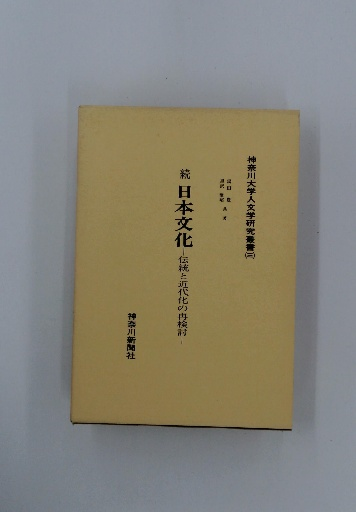 神奈川大学人文学研究叢書(三)
続 日本文化
―伝統と近代化の再検討―
神奈川新聞社